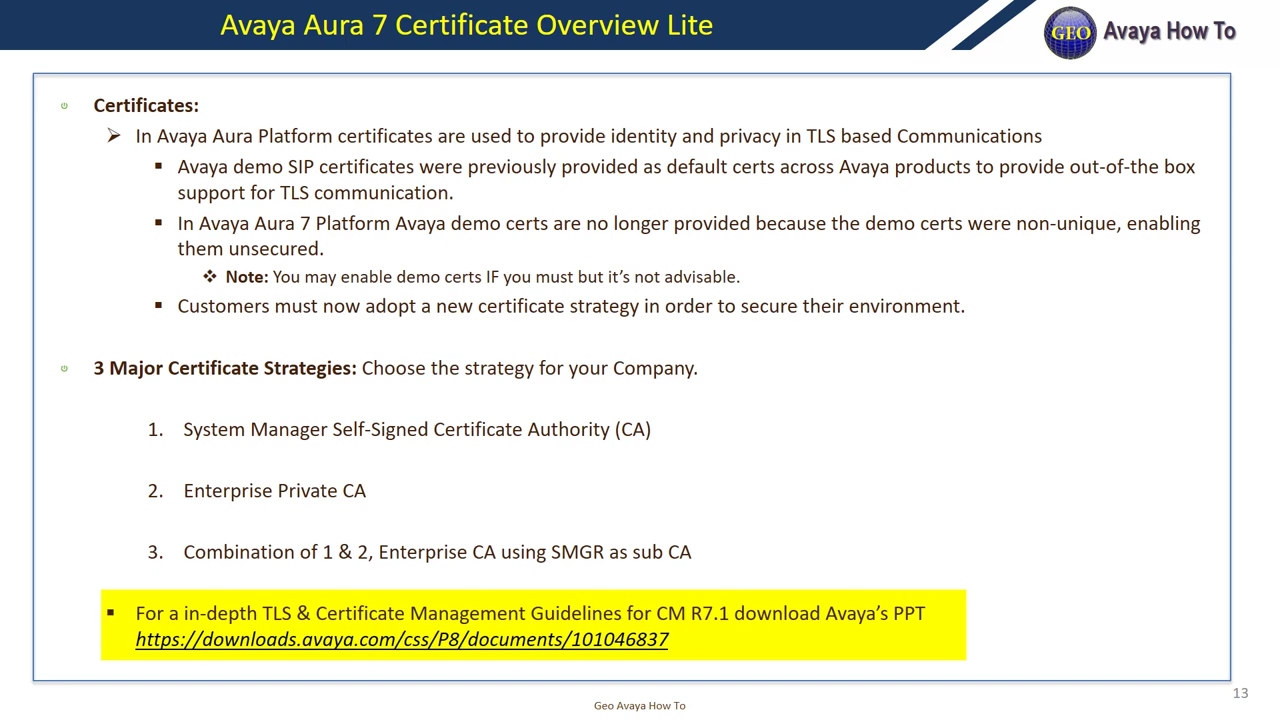 Avaya Aura 7 Certificate Overview Lite
GEO
Avaya How To
Certificates:
In Avaya Aura Platform certificates are used to provide identity and privacy in TLS based Communications
Avaya demo SIP certificates were previously provided as default certs across Avaya products to provide out-of-the box
support for TLS communication.
In Avaya Aura 7 Platform Avaya demo certs are no longer provided because the demo certs were non-unique, enabling
them unsecured.
Note: You may enable demo certs IF you must but it's not advisable.
Customers must now adopt a new certificate strategy in order to secure their environment.
3 Major Certificate Strategies: Choose the strategy for your Company.
1. System Manager Self-Signed Certificate Authority (CA)
2. Enterprise Private CA
3. Combination of 1 & 2, Enterprise CA using SMGR as sub CA
For a in-depth TLS & Certificate Management Guidelines for CM R7.1 download Avaya's PPT
https://downloads.avaya.com/css/P8/documents/101046837
13
Geo Avaya How To